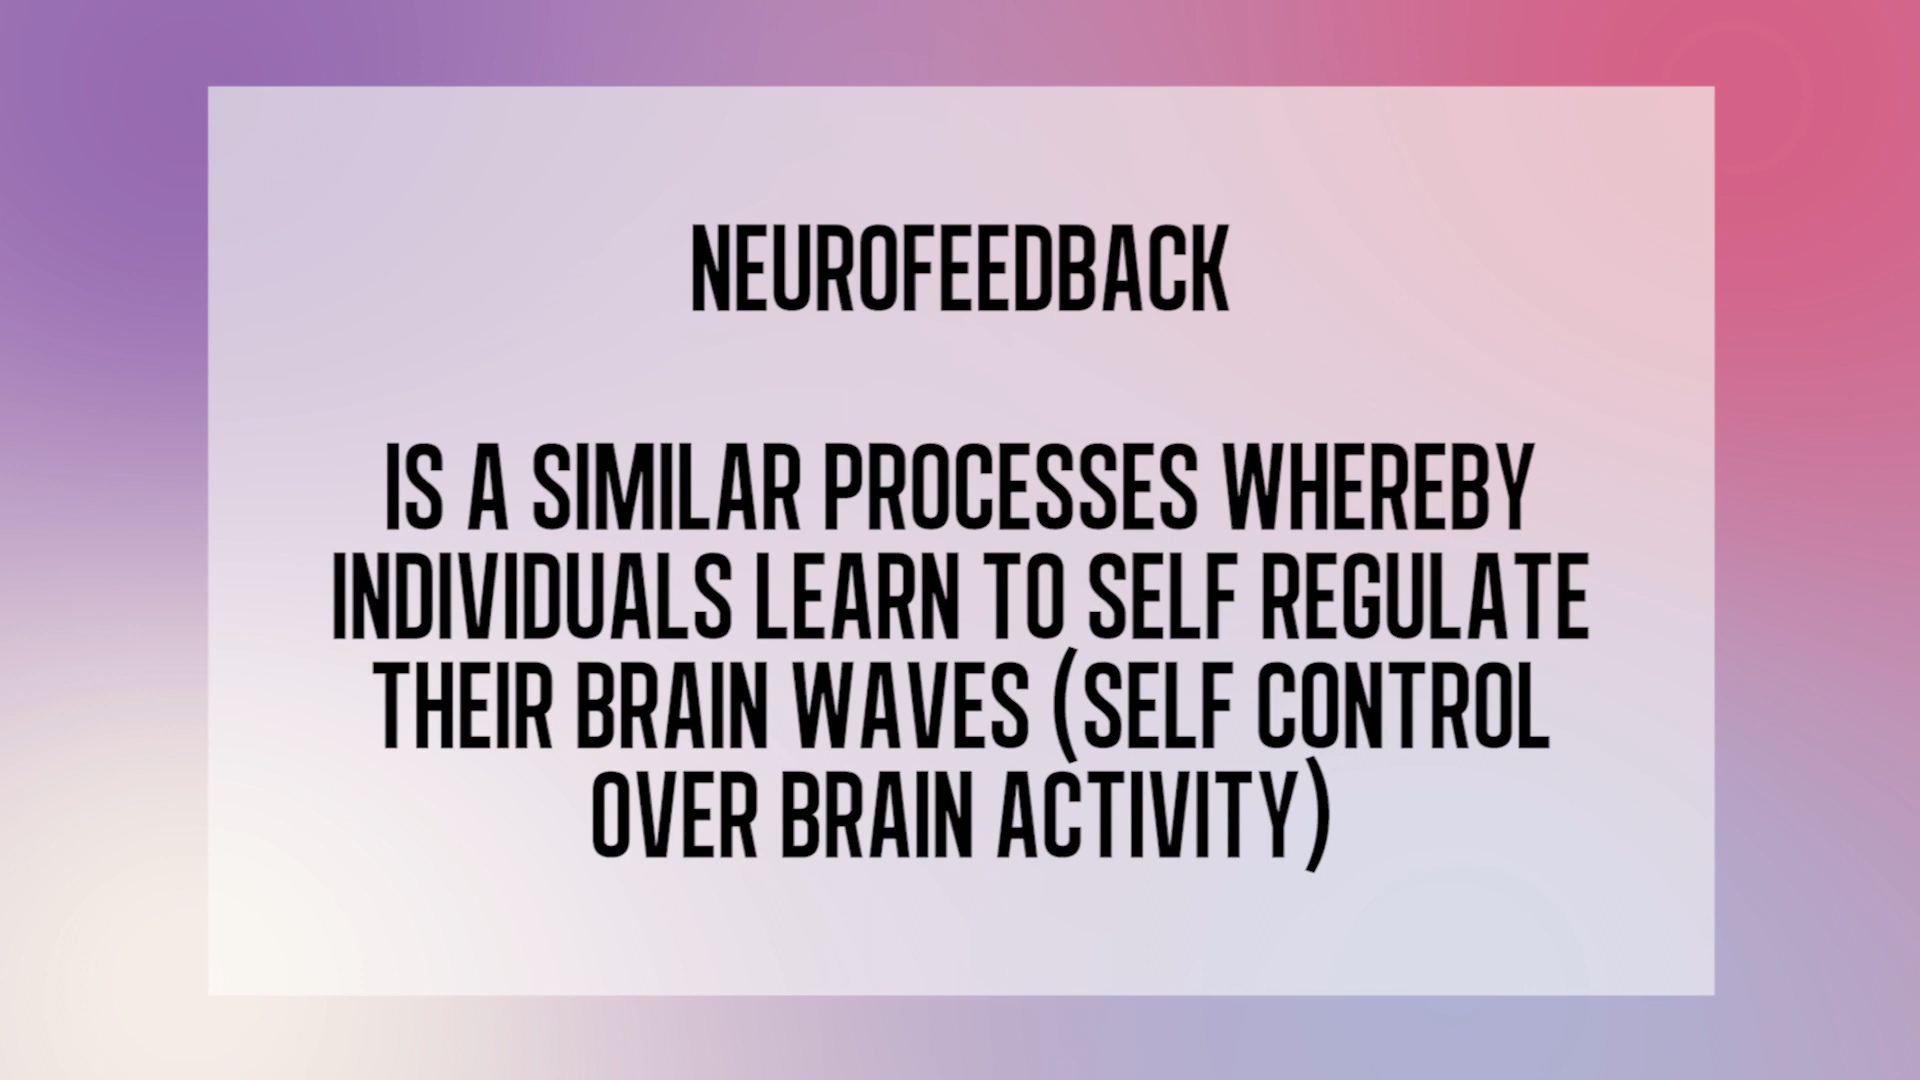 NEUROFEEDBACK
IS A SIMILAR PROCESSES WHEREBY
INDIVIDUALS LEARN TO SELF REGULATE
THEIR BRAIN WAVES (SELF CONTROL
OVER BRAIN ACTIVITY)